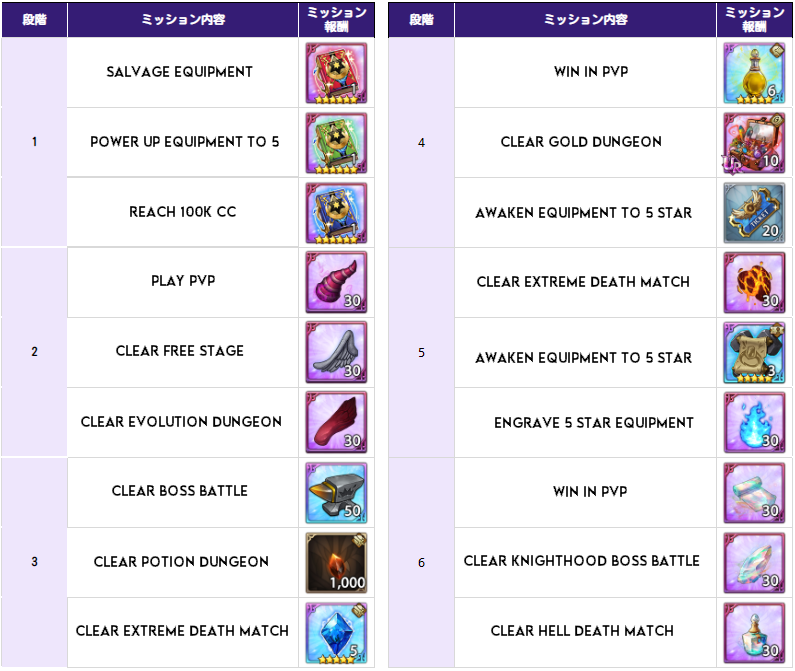 段階 ミッション内容 ミッション報酬
1
SALVAGE EQUIPMENT 1
POWER UP EQUIPMENT TO 5 1
REACH 100K CC 1
2
PLAY PVP 30
CLEAR FREE STAGE 30
CLEAR EVOLUTION DUNGEON 30
3
CLEAR BOSS BATTLE 50
CLEAR POTION DUNGEON 1,000
CLEAR EXTREME DEATH MATCH 5
段階 ミッション内容 ミッション報酬
4
WIN IN PVP 6
CLEAR GOLD DUNGEON UR 10
AWAKEN EQUIPMENT TO 5 STAR TICKET 20
5
CLEAR EXTREME DEATH MATCH 30
AWAKEN EQUIPMENT TO 5 STAR 3
ENGRAVE 5 STAR EQUIPMENT 30
6
WIN IN PVP 30
CLEAR KNIGHTHOOD BOSS BATTLE 30
CLEAR HELL DEATH MATCH 30